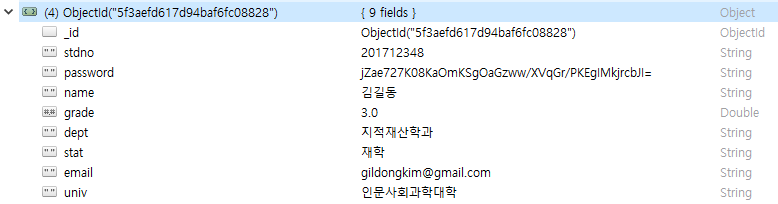 (4) ObjectId("5f3aefd617d94baf6fc08828") { 9 fields } Object
_id ObjectId("5f3aefd617d94baf6fc08828") ObjectId
stdno 201712348 String
password jZae727K08KaOmKSgOaGzww/XVqGr/PKEgIMkjrcbJI= String
name 김길동 String
grade 3.0 Double
dept 지적재산학과 String
stat 재학 String
email gildongkim@gmail.com String
univ 인문사회과학대학 String